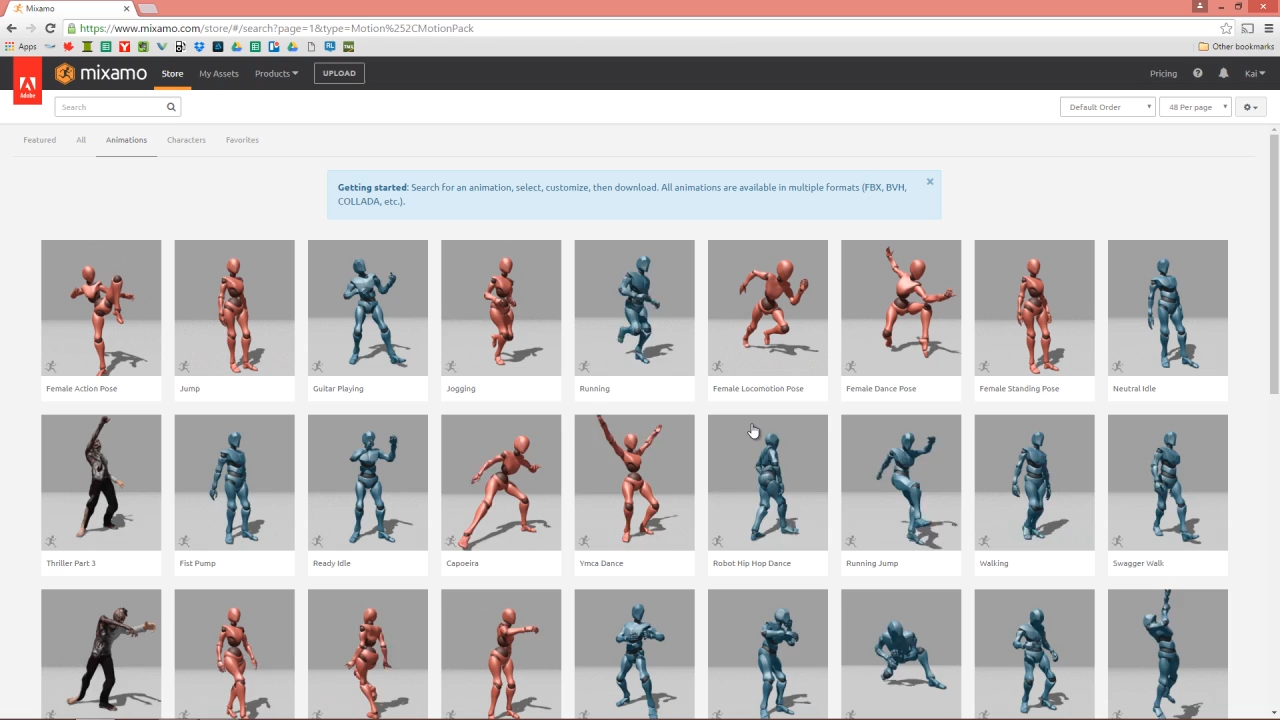 Mixamo
https://www.mixamo.com/store/#/search?page=1&type=Motion%252CMotionPack
Apps
Other bookmarks
Adobe
mixamo
Store
My Assets
Products
UPLOAD
Pricing
Kai
Search
Default Order
48 Per page
Featured
All
Animations
Characters
Favorites
Getting started: Search for an animation, select, customize, then download. All animations are available in multiple formats (FBX, BVH,
COLLADA, etc.).
Female Action Pose
Jump
Guitar Playing
Jogging
Running
Female Locomotion Pose
Female Dance Pose
Female Standing Pose
Neutral Idle
Thriller Part 3
Fist Pump
Ready Idle
Capoeira
Ymca Dance
Robot Hip Hop Dance
Running Jump
Walking
Swagger Walk